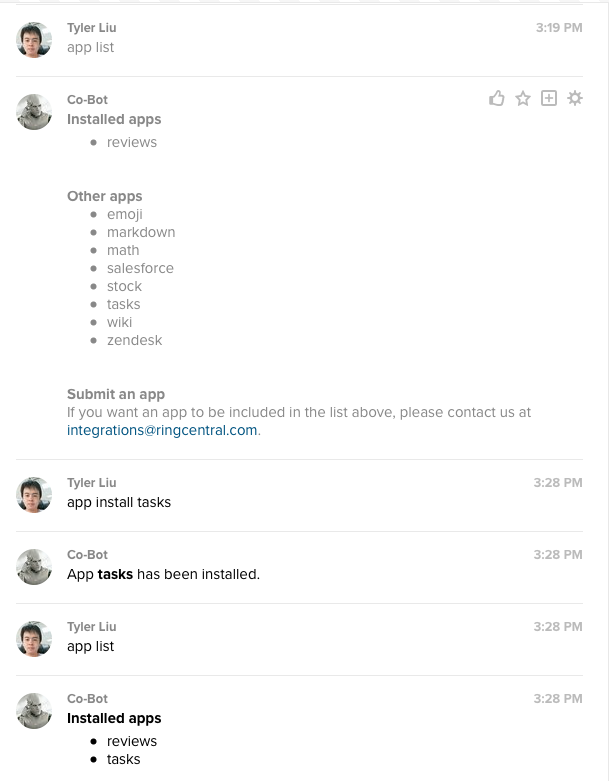 Tyler Liu 3:19 PM
app list
Co-Bot
Installed apps
• reviews
Other apps
• emoji
• markdown
• math
• salesforce
• stock
• tasks
• wiki
• zendesk
Submit an app
If you want an app to be included in the list above, please contact us at
integrations@ringcentral.com.
Tyler Liu 3:28 PM
app install tasks
Co-Bot 3:28 PM
App tasks has been installed.
Tyler Liu 3:28 PM
app list
Co-Bot 3:28 PM
Installed apps
• reviews
• tasks